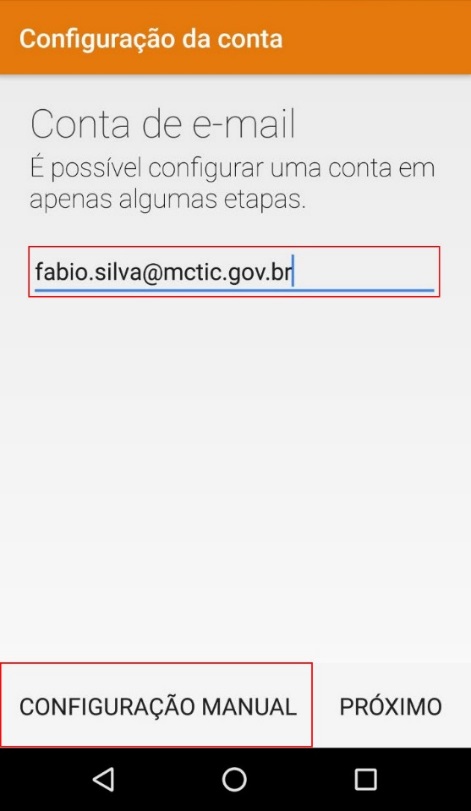 Configuração da conta
Conta de e-mail
É possível configurar uma conta em
apenas algumas etapas.
fabio.silva@mctic.gov.br
CONFIGURAÇÃO MANUAL PRÓXIMO